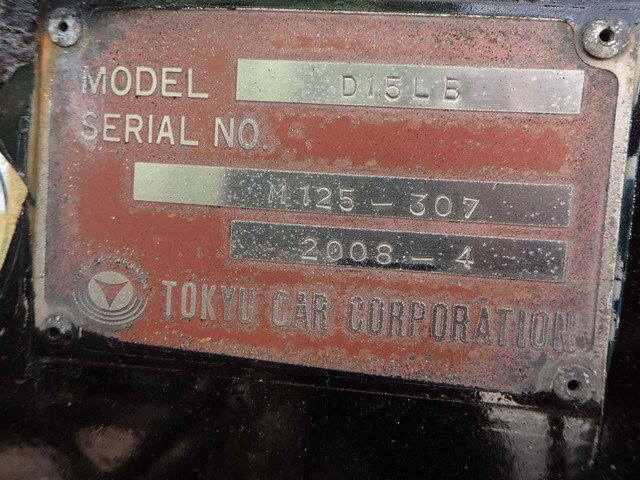 MODEL D15LB
SERIAL NO.
M125-307
2008-4
TOKYU CAR CORPORATION